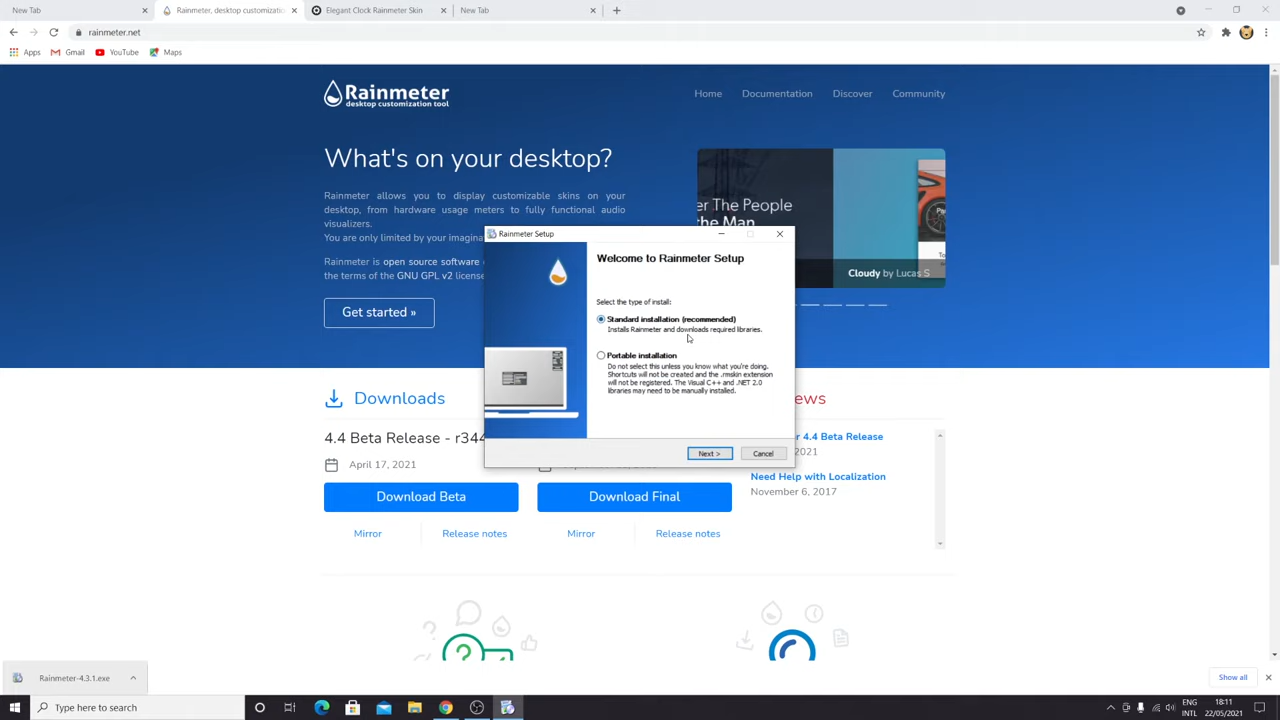 New Tab
Rainmeter, desktop customizatio
Elegant Clock Rainmeter Skin
New Tab
rainmeter.net
Apps
Gmail
YouTube
Maps
Rainmeter
desktop customization tool
Home
Documentation
Discover
Community
What's on your desktop?
Rainmeter allows you to display customizable skins on your
desktop, from hardware usage meters to fully functional audio
visualizers.
You are only limited by your imagina
Rainmeter is open source software
the terms of the GNU GPL v2 license
Get started »
er The People
the Man
Cloudy by Lucas S
Rainmeter Setup
Welcome to Rainmeter Setup
Select the type of install:
Standard installation (recommended)
Installs Rainmeter and downloads required libraries.
Portable installation
Do not select this unless you know what you're doing.
Shortcuts will not be created and the .rmskin extension
will not be registered. The Visual C++ and .NET 2.0
libraries may need to be manually installed.
Next >
Cancel
Downloads
4.4 Beta Release - r344
April 17, 2021
Download Beta
Mirror
Release notes
Download Final
Mirror
Release notes
ews
r 4.4 Beta Release
2021
Need Help with Localization
November 6, 2017
Rainmeter-4.3.1.exe
Show all
Type here to search
ENG
INTL
18:11
22/05/2021